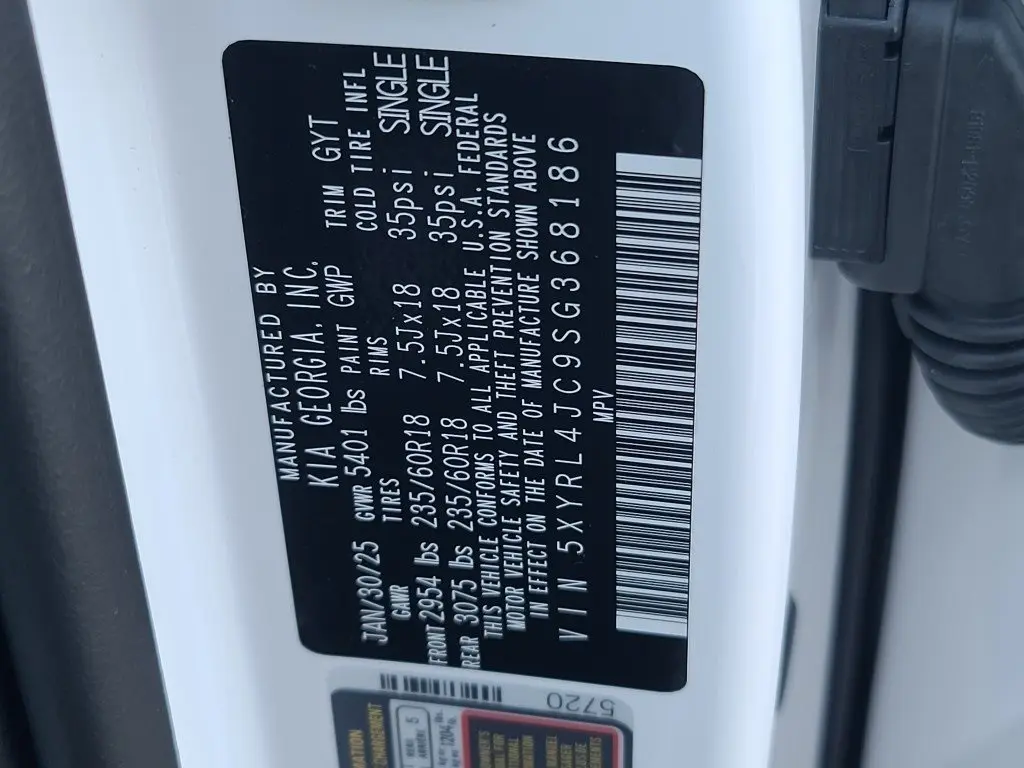 MANUFACTURED BY
KIA GEORGIA, INC.
JAN/30/25 GVWR 5401 lbs PAINT GWP TRIM GYT
GAWR TIRES RIMS COLD TIRE INFL
FRONT 2954 lbs 235/60R18 7.5Jx18 35psi SINGLE
REAR 3075 lbs 235/60R18 7.5Jx18 35psi SINGLE
THIS VEHICLE CONFORMS TO ALL APPLICABLE U.S.A. FEDERAL
MOTOR VEHICLE SAFETY AND THEFT PREVENTION STANDARDS
IN EFFECT ON THE DATE OF MANUFACTURE SHOWN ABOVE
VIN 5XYRL4JC9SG368186
MPV
5720